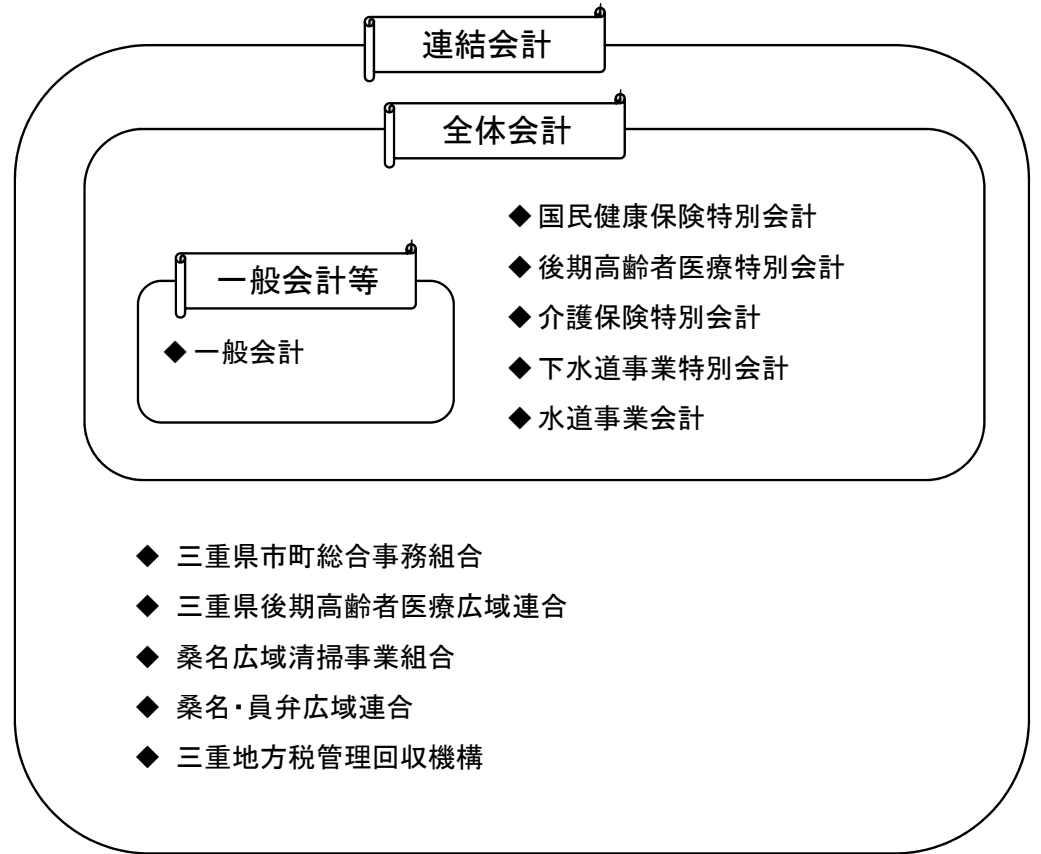 連結会計
全体会計
一般会計等
◆ 一般会計
◆ 国民健康保険特別会計
◆ 後期高齢者医療特別会計
◆ 介護保険特別会計
◆ 下水道事業特別会計
◆ 水道事業会計
◆ 三重県市町総合事務組合
◆ 三重県後期高齢者医療広域連合
◆ 桑名広域清掃事業組合
◆ 桑名・員弁広域連合
◆ 三重地方税管理回収機構